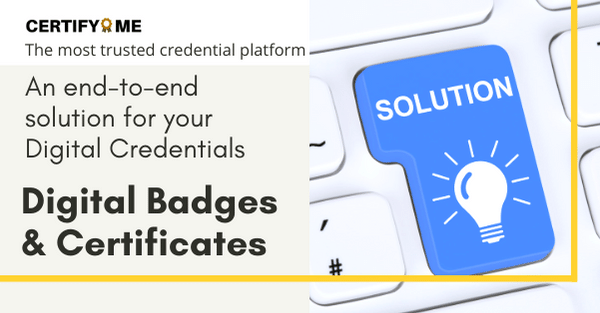 CERTIFYME
The most trusted credential platform
An end-to-end
solution for your
Digital Credentials
Digital Badges
& Certificates
SOLUTION
~
'
#